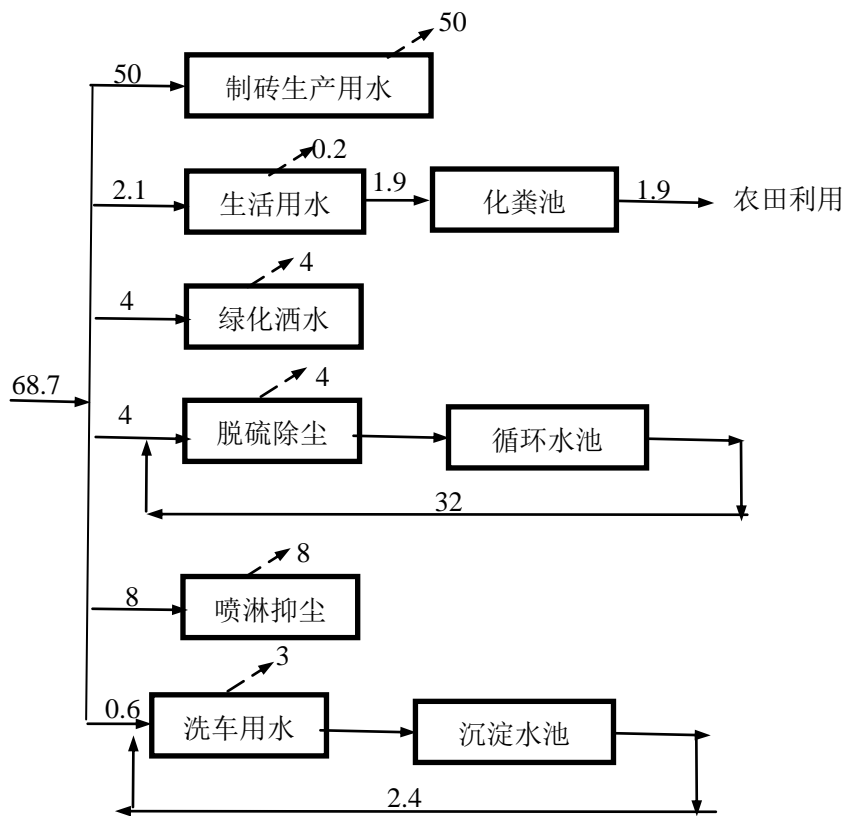 50
50
制砖生产用水
0.2
2.1
生活用水
1.9
化粪池
1.9
农田利用
4
4
绿化洒水
68.7
4
4
脱硫除尘
循环水池
32
8
8
喷淋抑尘
3
0.6
洗车用水
沉淀水池
2.4